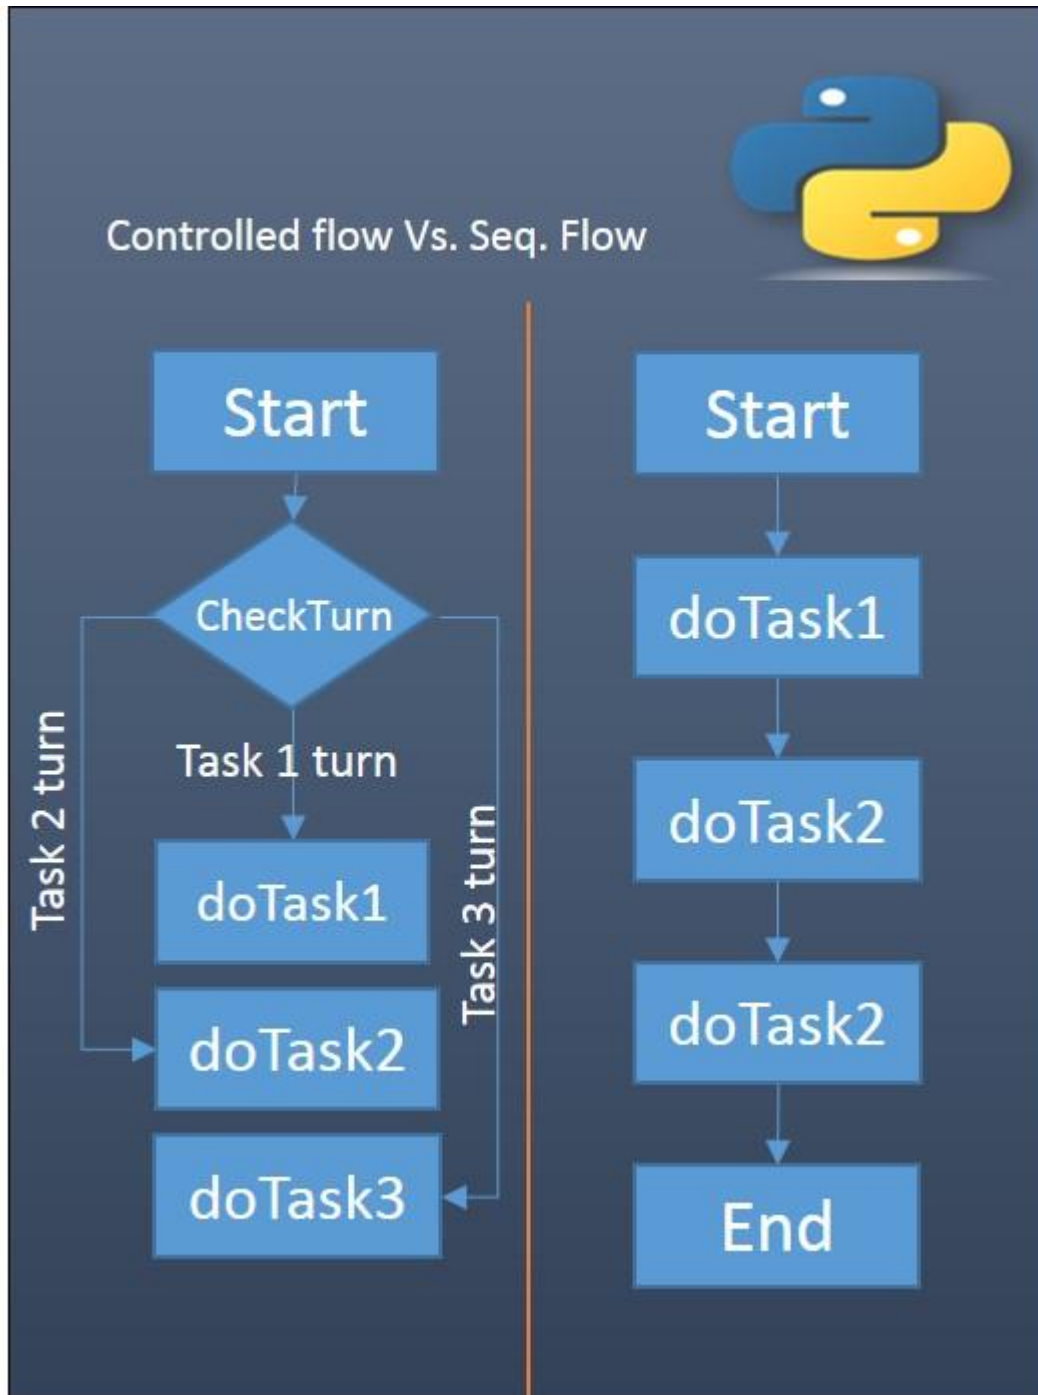 Controlled flow Vs. Seq. Flow
Start
CheckTurn
Task 2 turn
Task 1 turn
Task 3 turn
doTask1
doTask2
doTask3
Start
doTask1
doTask2
doTask2
End